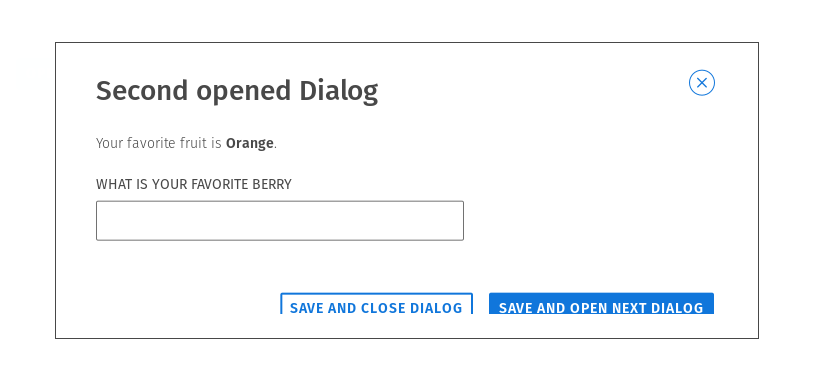 Second opened Dialog
Your favorite fruit is Orange.
WHAT IS YOUR FAVORITE BERRY
SAVE AND CLOSE DIALOG SAVE AND OPEN NEXT DIALOG